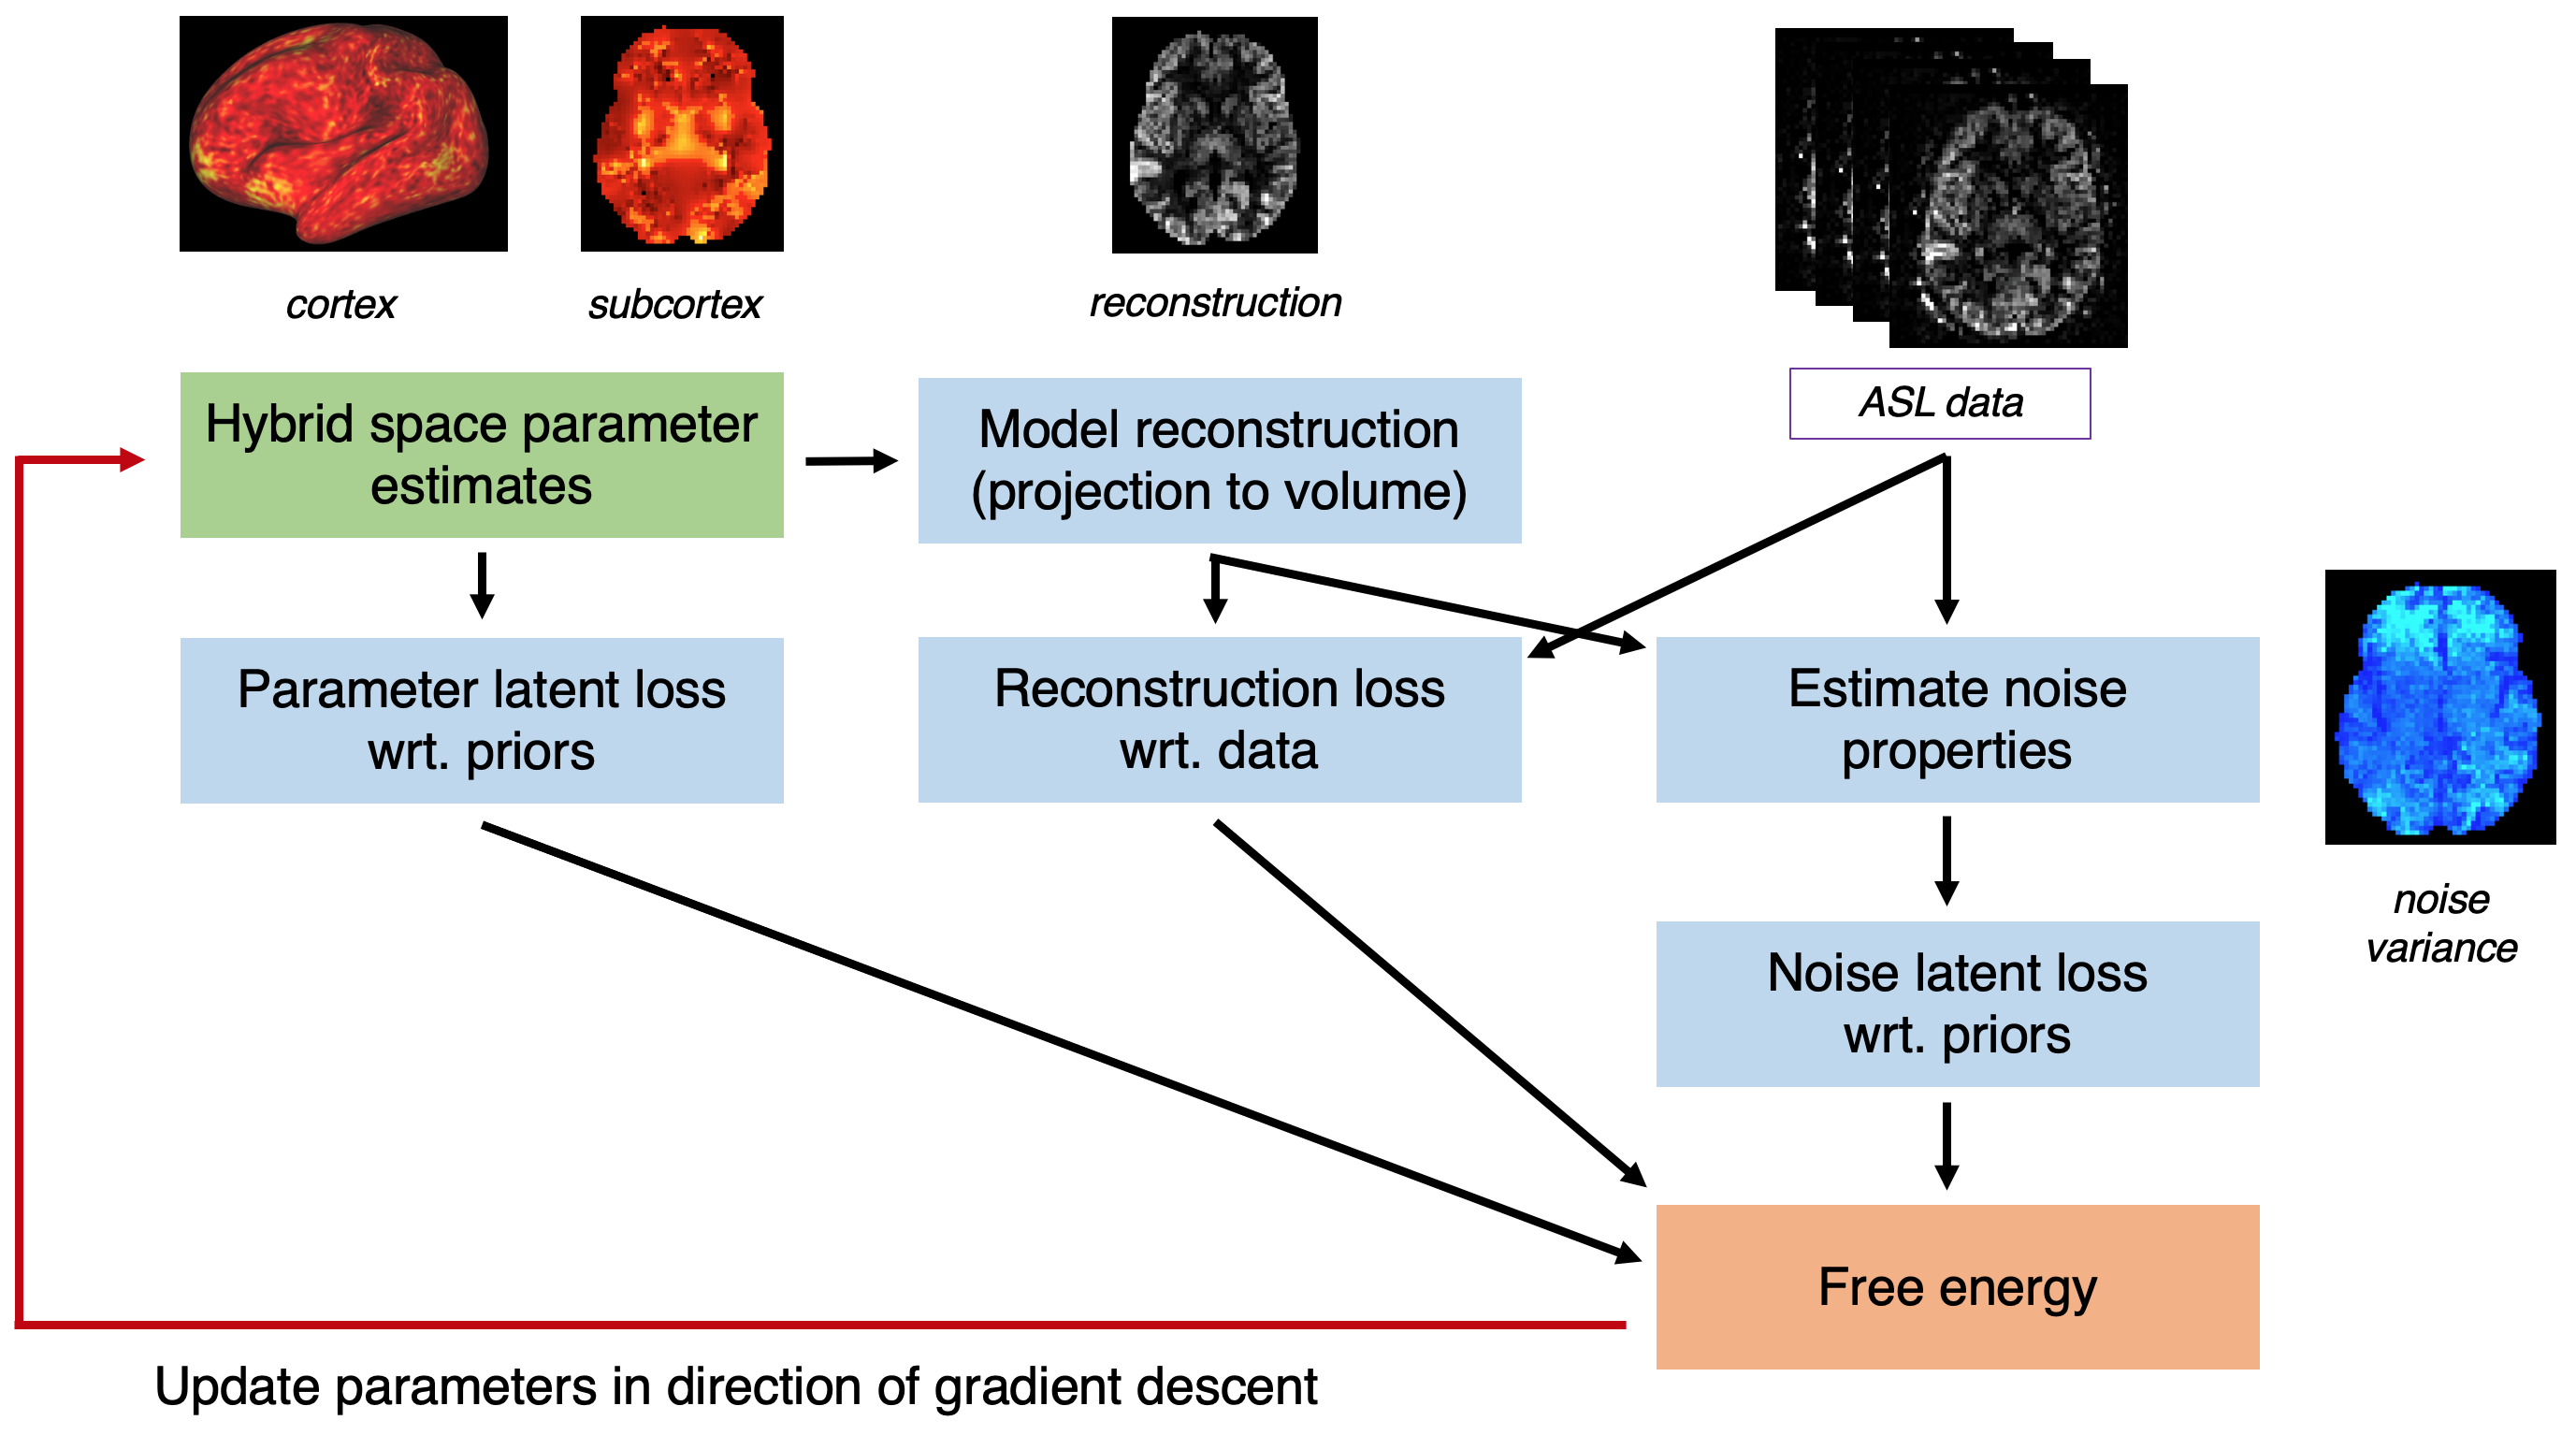 cortex
subcortex
reconstruction
ASL data
Hybrid space parameter
estimates
Model reconstruction
(projection to volume)
Parameter latent loss
wrt. priors
Reconstruction loss
wrt. data
Estimate noise
properties
noise
variance
Noise latent loss
wrt. priors
Free energy
Update parameters in direction of gradient descent